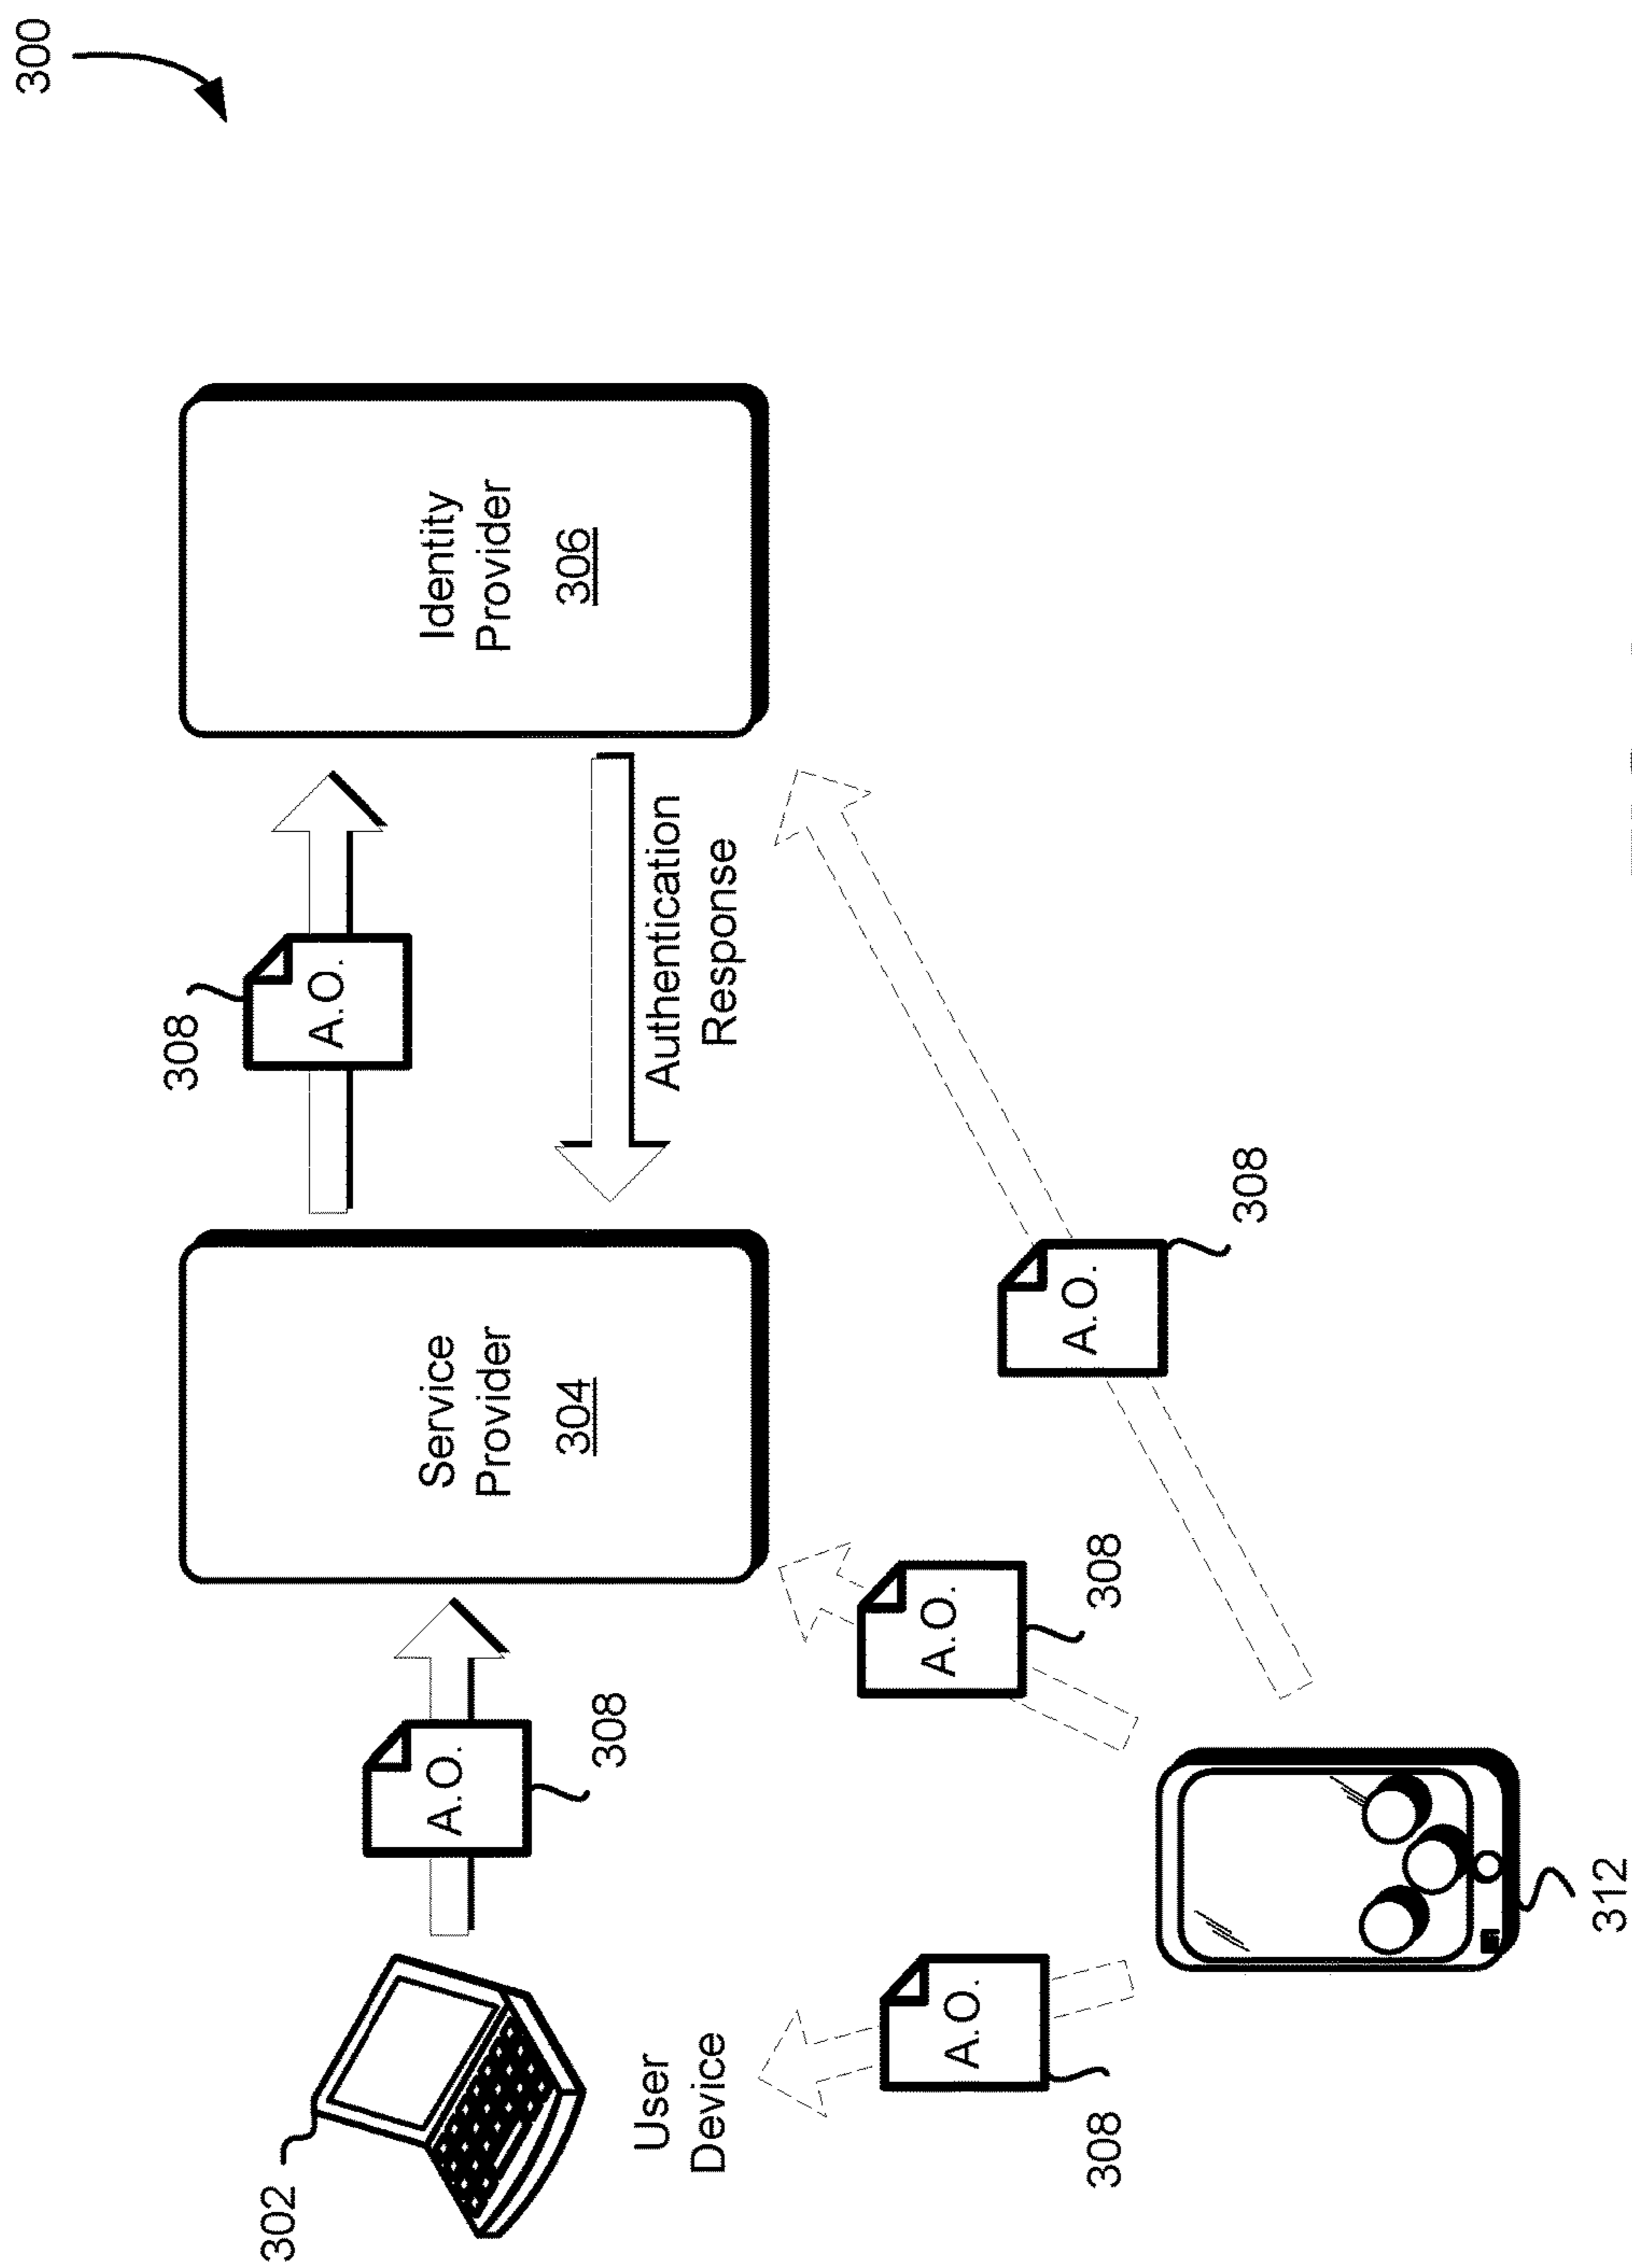 300
302
User
Device
A.O.
308
Service
Provider
304
A.O.
308
Identity
Provider
306
Authentication
Response
A.O.
308
A.O.
308
A.O.
308
312